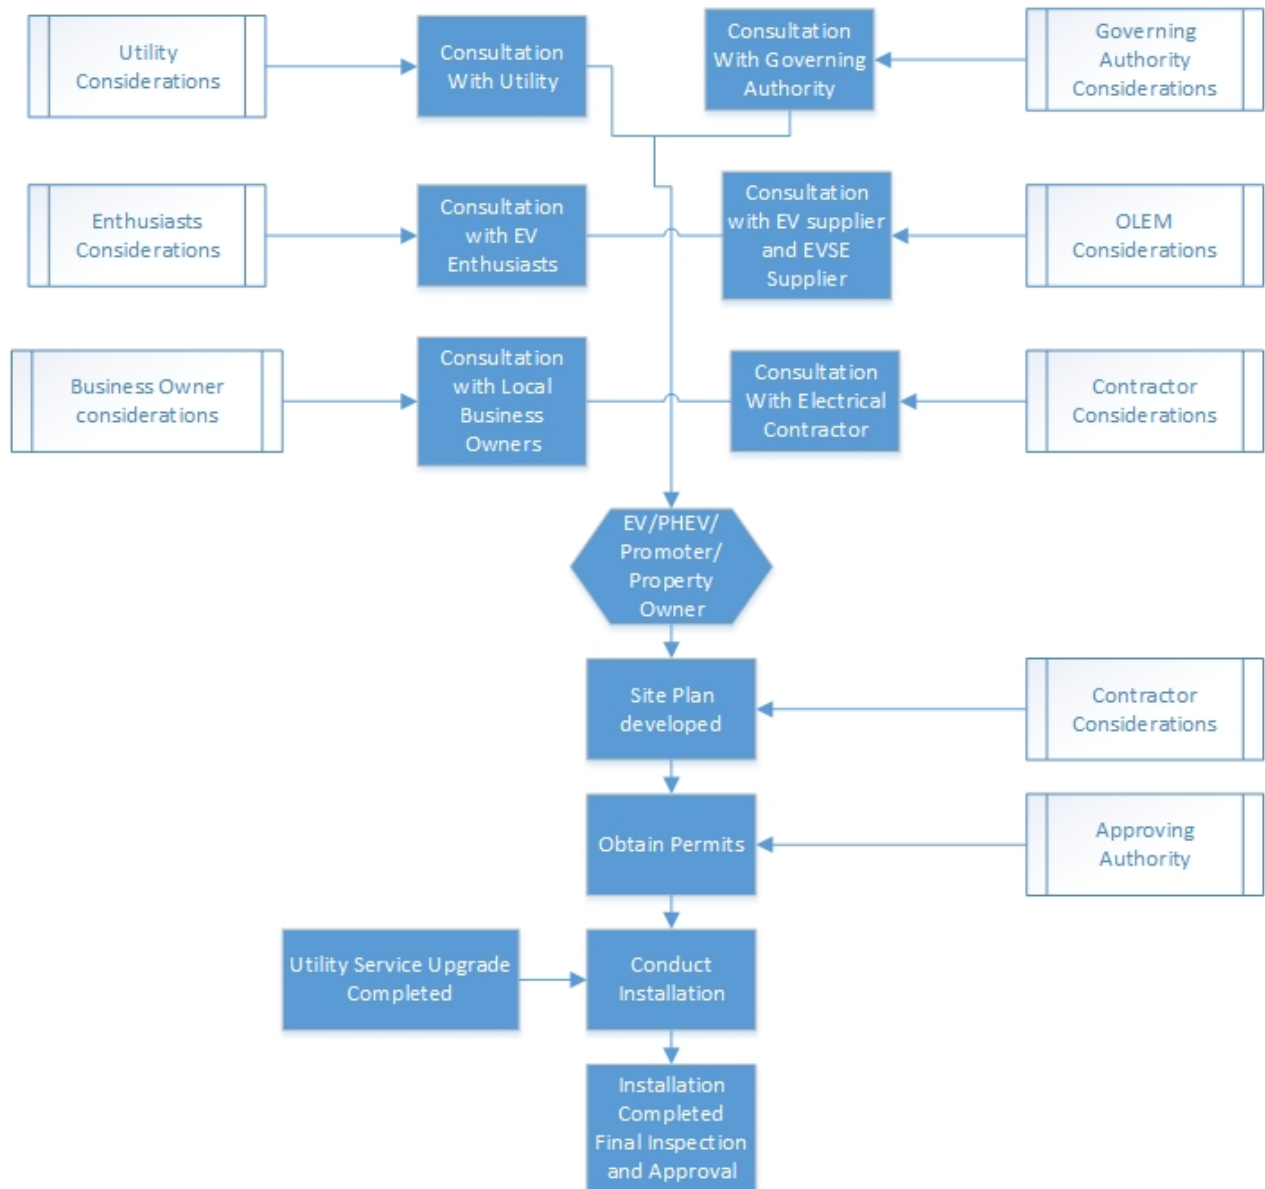 Utility
Considerations
Consultation
With Utility
Consultation
With Governing
Authority
Governing
Authority
Considerations
Enthusiasts
Considerations
Consultation
with EV
Enthusiasts
Consultation
with EV supplier
and EVSE
Supplier
OLEM
Considerations
Business Owner
considerations
Consultation
with Local
Business
Owners
Consultation
With Electrical
Contractor
Contractor
Considerations
EV/PHEV/
Promoter/
Property
Owner
Site Plan
developed
Contractor
Considerations
Obtain Permits
Approving
Authority
Utility Service Upgrade
Completed
Conduct
Installation
Installation
Completed
Final Inspection
and Approval